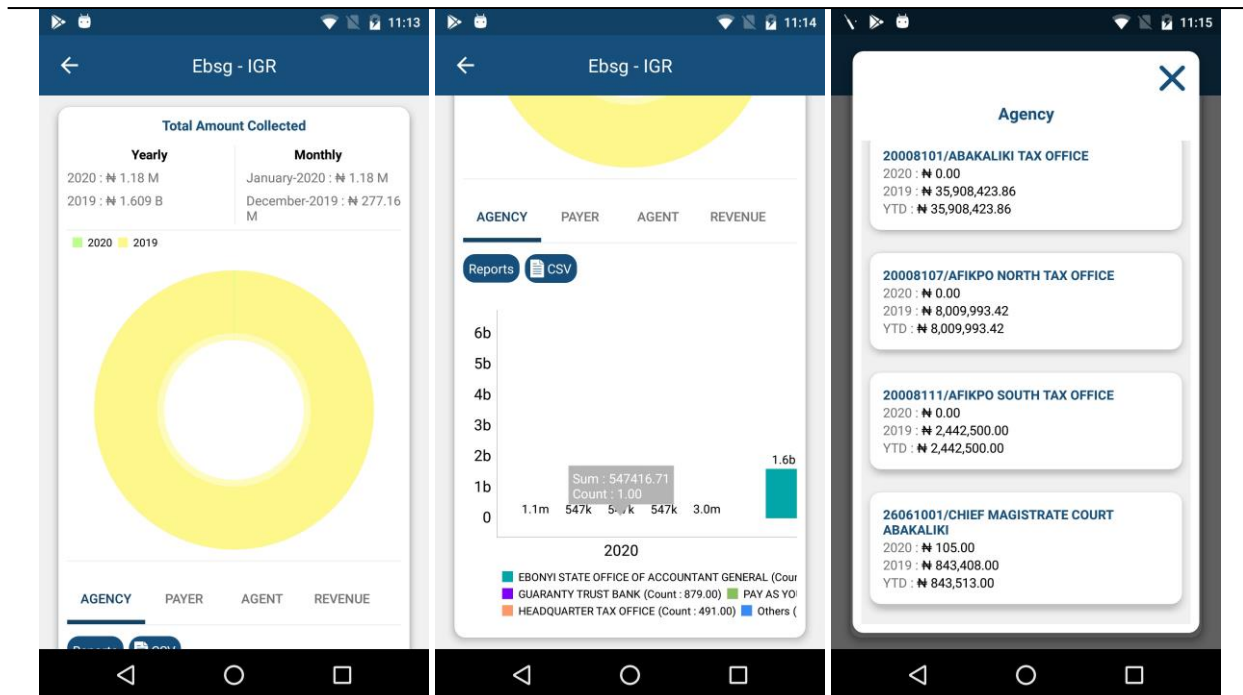 11:13
Ebsg - IGR
Total Amount Collected
Yearly
Monthly
2020 : ₦ 1.18 M
January-2020 : ₦ 1.18 M
2019 : ₦ 1.609 B
December-2019 : ₦ 277.16
M
2020 2019
AGENCY PAYER AGENT REVENUE
11:14
Ebsg - IGR
AGENCY PAYER AGENT REVENUE
Reports CSV
6b
5b
4b
3b
2b
1b
0
1.6b
Sum : 547416.71
Count : 1.00
1.1m 547k 547k 3.0m
2020
EBONYI STATE OFFICE OF ACCOUNTANT GENERAL (Cour
GUARANTY TRUST BANK (Count : 879.00) PAY AS YO
HEADQUARTER TAX OFFICE (Count : 491.00) Others (
11:15
Agency
20008101/ABAKALIKI TAX OFFICE
2020 : ₦ 0.00
2019 : ₦ 35,908,423.86
YTD : ₦ 35,908,423.86
20008107/AFIKPO NORTH TAX OFFICE
2020 : ₦ 0.00
2019 : ₦ 8,009,993.42
YTD : ₦ 8,009,993.42
20008111/AFIKPO SOUTH TAX OFFICE
2020 : ₦ 0.00
2019 : ₦ 2,442,500.00
YTD : ₦ 2,442,500.00
26061001/CHIEF MAGISTRATE COURT
ABAKALIKI
2020 : ₦ 105.00
2019 : ₦ 843,408.00
YTD : ₦ 843,513.00